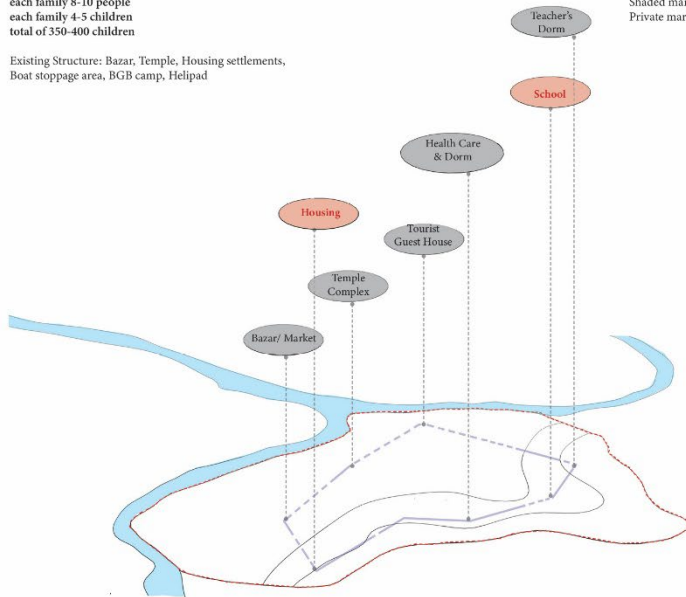 each family 8-10 people
each family 4-5 children
total of 350-400 children
Existing Structure: Bazar, Temple, Housing settlements,
Boat stoppage area, BGB camp, Helipad
Shaded
Private
Teacher's
Dorm
School
Health Care
& Dorm
Housing
Tourist
Guest House
Temple
Complex
Bazar/ Market